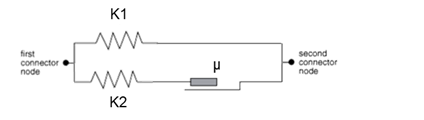 K1
first
connector
node
second
connector
node
μ
K2